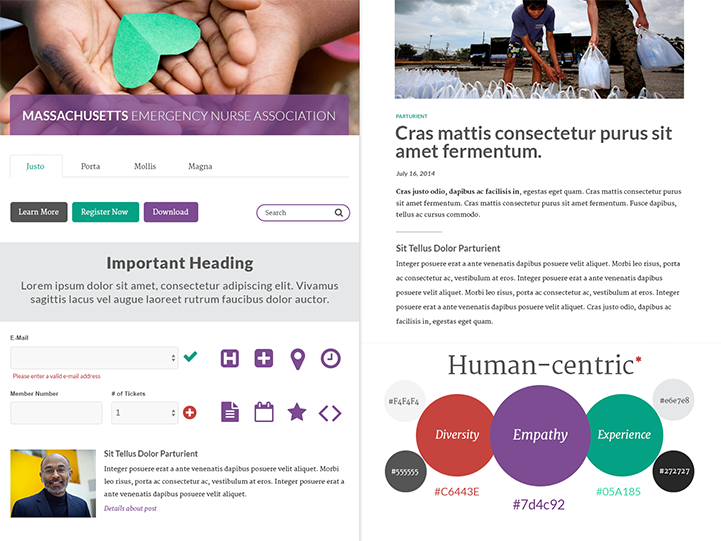 MASSACHUSETTS EMERGENCY NURSE ASSOCIATION
Justo Porta Mollis Magna
Learn More Register Now Download Search
Important Heading
Lorem ipsum dolor sit amet, consectetur adipiscing elit. Vivamus
sagittis lacus vel augue laoreet rutrum faucibus dolor auctor.
E-Mail
Please enter a valid e-mail address
Member Number # of Tickets
1
H
Sit Tellus Dolor Parturient
Integer posuere erat a ante venenatis dapibus posuere velit aliquet. Morbi
leo risus, porta ac consectetur ac, vestibulum at eros. Integer posuere erat a
ante venenatis dapibus posuere velit aliquet.
Details about post
PARTURIENT
Cras mattis consectetur purus sit
amet fermentum.
July 16, 2014
Cras justo odio, dapibus ac facilisis in, egestas eget quam. Cras mattis consectetur purus
sit amet fermentum. Cras mattis consectetur purus sit amet fermentum. Fusce dapibus,
tellus ac cursus commodo.
Sit Tellus Dolor Parturient
Integer posuere erat a ante venenatis dapibus posuere velit aliquet. Morbi leo risus, porta
ac consectetur ac, vestibulum at eros. Integer posuere erat a ante venenatis dapibus
posuere velit aliquet. Morbi leo risus, porta ac consectetur ac, vestibulum at eros. Integer
posuere erat a ante venenatis dapibus posuere velit aliquet. Cras justo odio, dapibus ac
facilisis in, egestas eget quam.
Human-centric*
#F4F4F4 #e6e7e8
Diversity Empathy Experience
#555555 #272727
#C6443E #7d4c92 #05A185